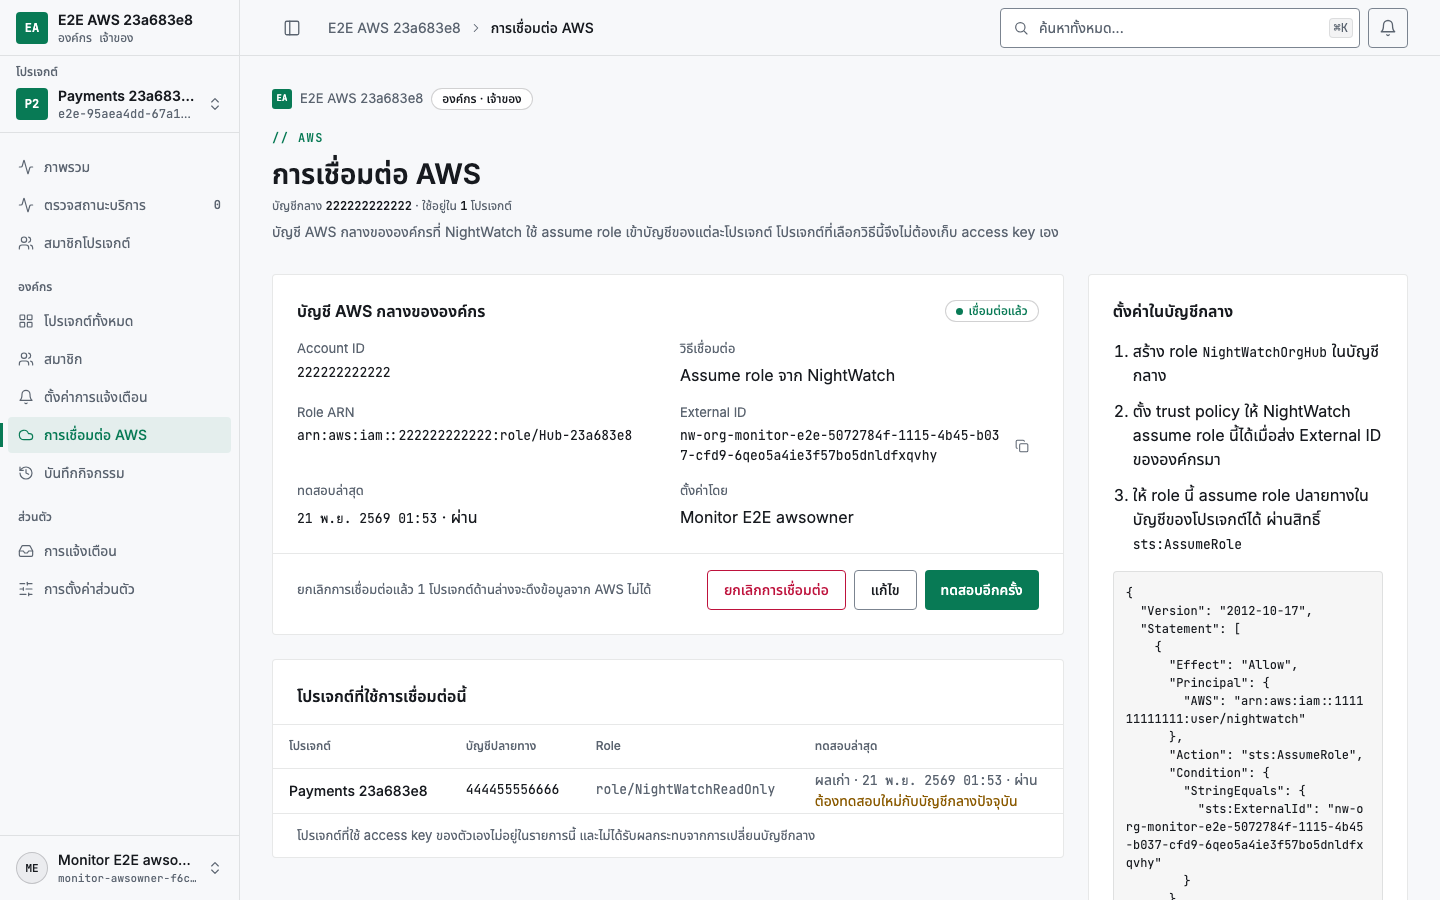 EA
E2E AWS 23a683e8
องค์กร เจ้าของ
โปรเจกต์
P2
Payments 23a683...
e2e-95aea4dd-67a1...
ภาพรวม
ตรวจสถานะบริการ 0
สมาชิกโปรเจกต์
องค์กร
โปรเจกต์ทั้งหมด
สมาชิก
ตั้งค่าการแจ้งเตือน
การเชื่อมต่อ AWS
บันทึกกิจกรรม
ส่วนตัว
การแจ้งเตือน
การตั้งค่าส่วนตัว
ME
Monitor E2E awso...
monitor-awsowner-f6c...
E2E AWS 23a683e8 > การเชื่อมต่อ AWS
ค้นหาทั้งหมด... ⌘K
EA E2E AWS 23a683e8 องค์กร · เจ้าของ
// AWS
การเชื่อมต่อ AWS
บัญชีกลาง 222222222222 · ใช้อยู่ใน 1 โปรเจกต์
บัญชี AWS กลางขององค์กรที่ NightWatch ใช้ assume role เข้าบัญชีของแต่ละโปรเจกต์ โปรเจกต์ที่เลือกวิธีนี้จึงไม่ต้องเก็บ access key เอง
บัญชี AWS กลางขององค์กร
เชื่อมต่อแล้ว
Account ID
222222222222
วิธีเชื่อมต่อ
Assume role จาก NightWatch
Role ARN
arn:aws:iam::222222222222:role/Hub-23a683e8
External ID
nw-org-monitor-e2e-5072784f-1115-4b45-b03
7-cfd9-6qeo5a4ie3f57bo5dnldfxqvhy
ทดสอบล่าสุด
21 พ.ย. 2569 01:53 · ผ่าน
ตั้งค่าโดย
Monitor E2E awsowner
ยกเลิกการเชื่อมต่อแล้ว 1 โปรเจกต์ด้านล่างจะดึงข้อมูลจาก AWS ไม่ได้
ยกเลิกการเชื่อมต่อ
แก้ไข
ทดสอบอีกครั้ง
โปรเจกต์ที่ใช้การเชื่อมต่อนี้
โปรเจกต์ บัญชีปลายทาง Role ทดสอบล่าสุด
Payments 23a683e8 444455556666 role/NightWatchReadOnly ผลเก่า · 21 พ.ย. 2569 01:53 · ผ่าน
ต้องทดสอบใหม่กับบัญชีกลางปัจจุบัน
โปรเจกต์ที่ใช้ access key ของตัวเองไม่อยู่ในรายการนี้ และไม่ได้รับผลกระทบจากการเปลี่ยนบัญชีกลาง
ตั้งค่าในบัญชีกลาง
1. สร้าง role NightWatchOrgHub ในบัญชี
กลาง
2. ตั้ง trust policy ให้ NightWatch
assume role นี้ได้เมื่อส่ง External ID
ขององค์กรมา
3. ให้ role นี้ assume role ปลายทางใน
บัญชีของโปรเจกต์ได้ ผ่านสิทธิ์
sts:AssumeRole
{
"Version": "2012-10-17",
"Statement": [
{
"Effect": "Allow",
"Principal": {
"AWS": "arn:aws:iam::1111
11111111:user/nightwatch"
},
"Action": "sts:AssumeRole",
"Condition": {
"StringEquals": {
"sts:ExternalId": "nw-o
rg-monitor-e2e-5072784f-1115-4b45
-b037-cfd9-6qeo5a4ie3f57bo5dnldfx
qvhy"
}
}